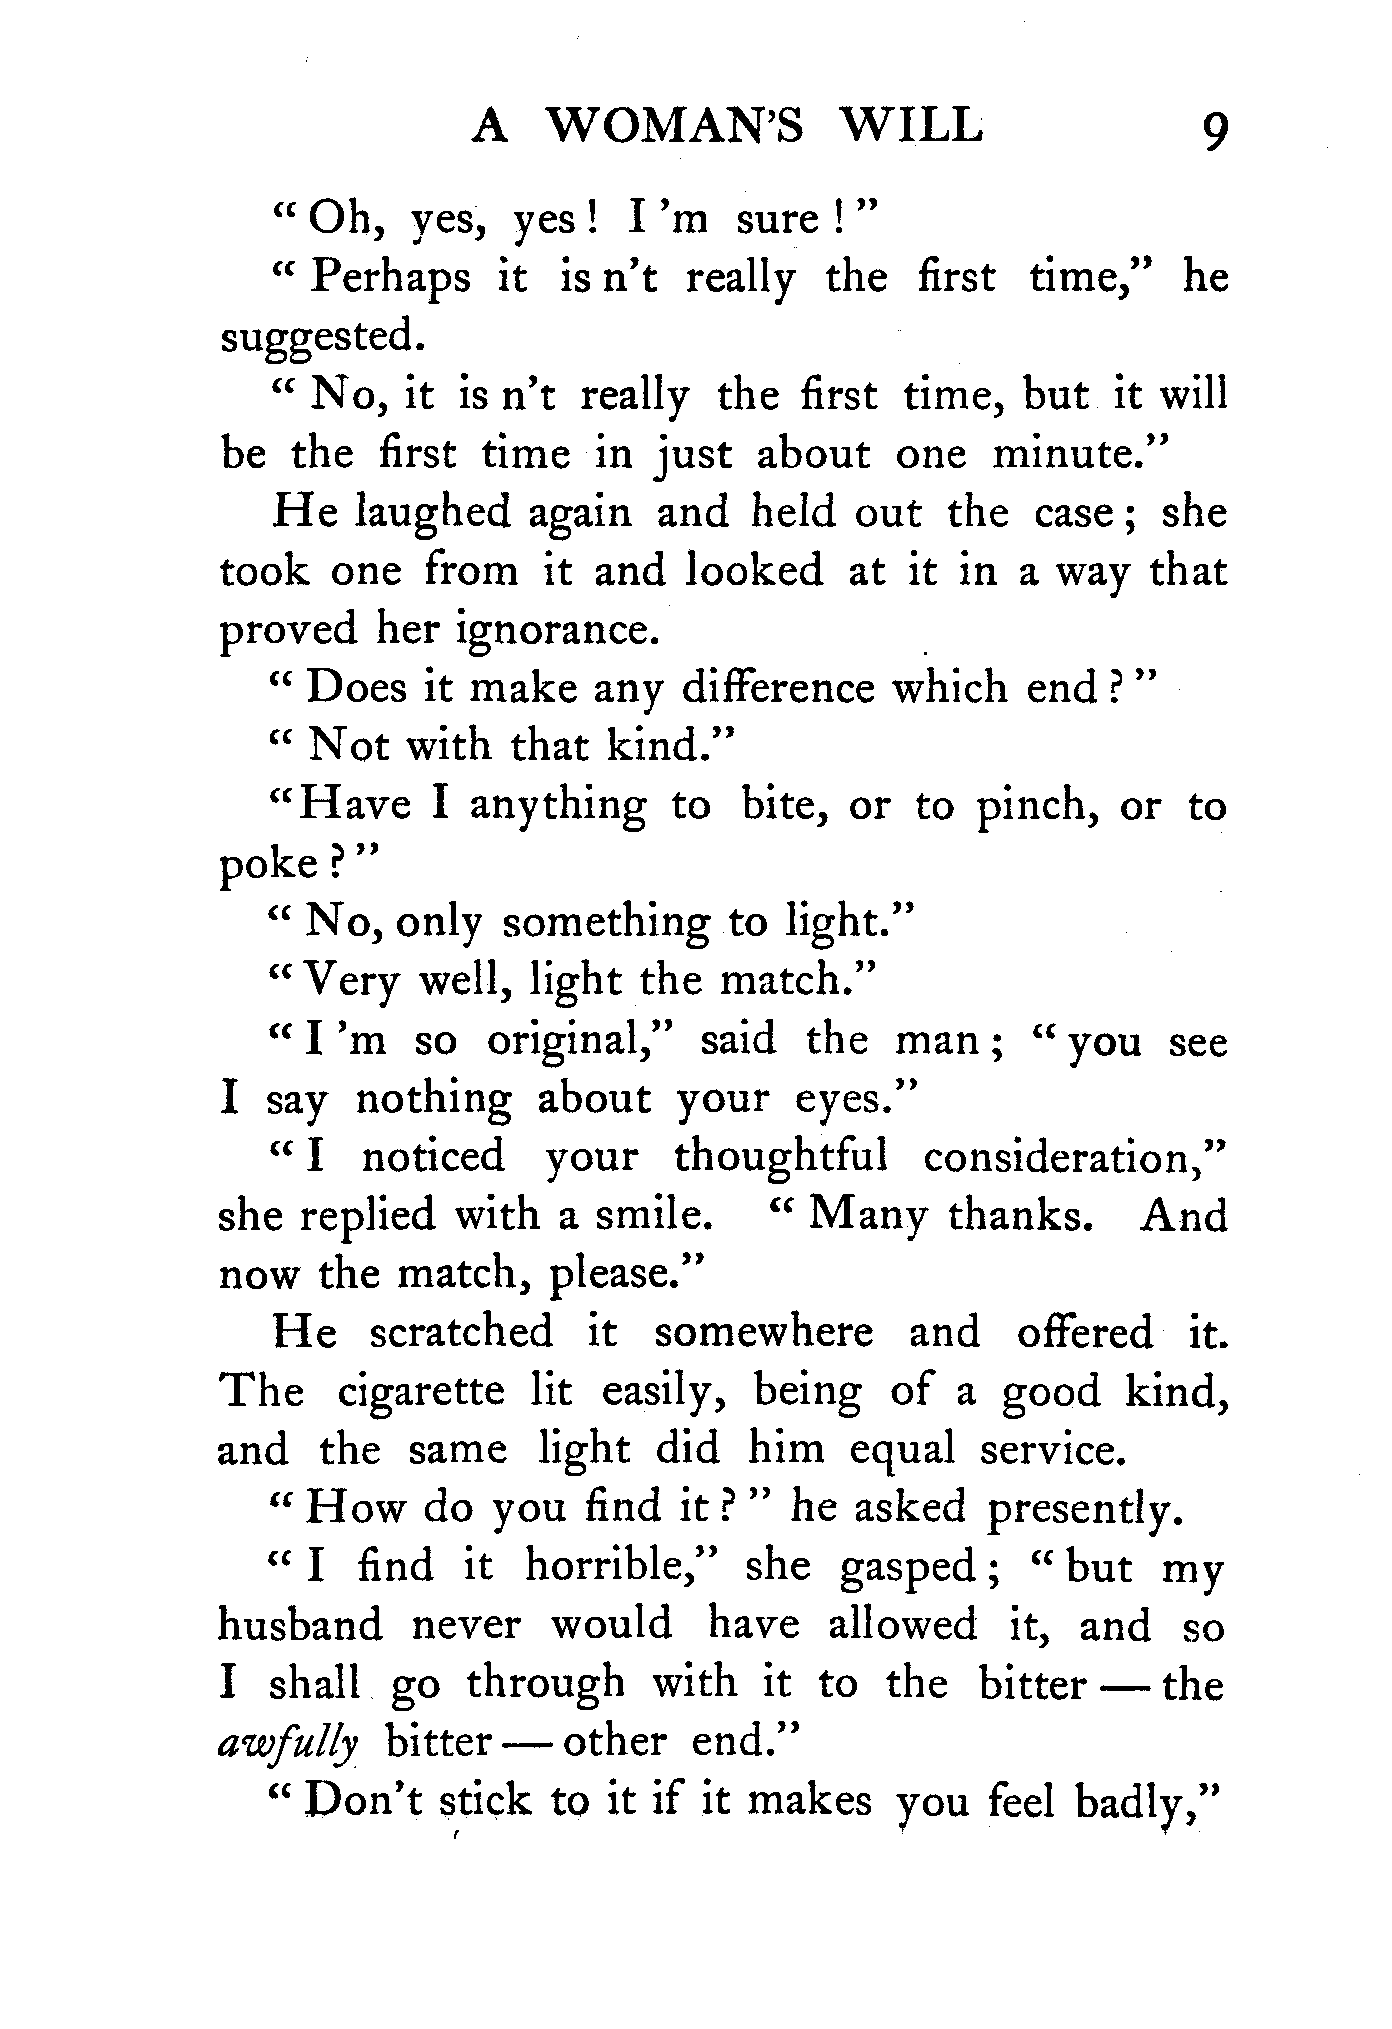 A WOMAN'S WILL 9
“ Oh, yes, yes ! I 'm sure ! ”
“ Perhaps it is n't really the first time,” he
suggested.
“ No, it is n't really the first time, but it will
be the first time in just about one minute.”
He laughed again and held out the case ; she
took one from it and looked at it in a way that
proved her ignorance.
“ Does it make any difference which end ? ”
“ Not with that kind.”
“Have I anything to bite, or to pinch, or to
poke ? ”
“ No, only something to light.”
“ Very well, light the match.”
“ I 'm so original,” said the man ; “ you see
I say nothing about your eyes.”
“ I noticed your thoughtful consideration,”
she replied with a smile. “ Many thanks. And
now the match, please.”
He scratched it somewhere and offered it.
The cigarette lit easily, being of a good kind,
and the same light did him equal service.
“ How do you find it ? ” he asked presently.
“ I find it horrible,” she gasped ; “ but my
husband never would have allowed it, and so
I shall go through with it to the bitter — the
awfully bitter — other end.”
“ Don't stick to it if it makes you feel badly,”